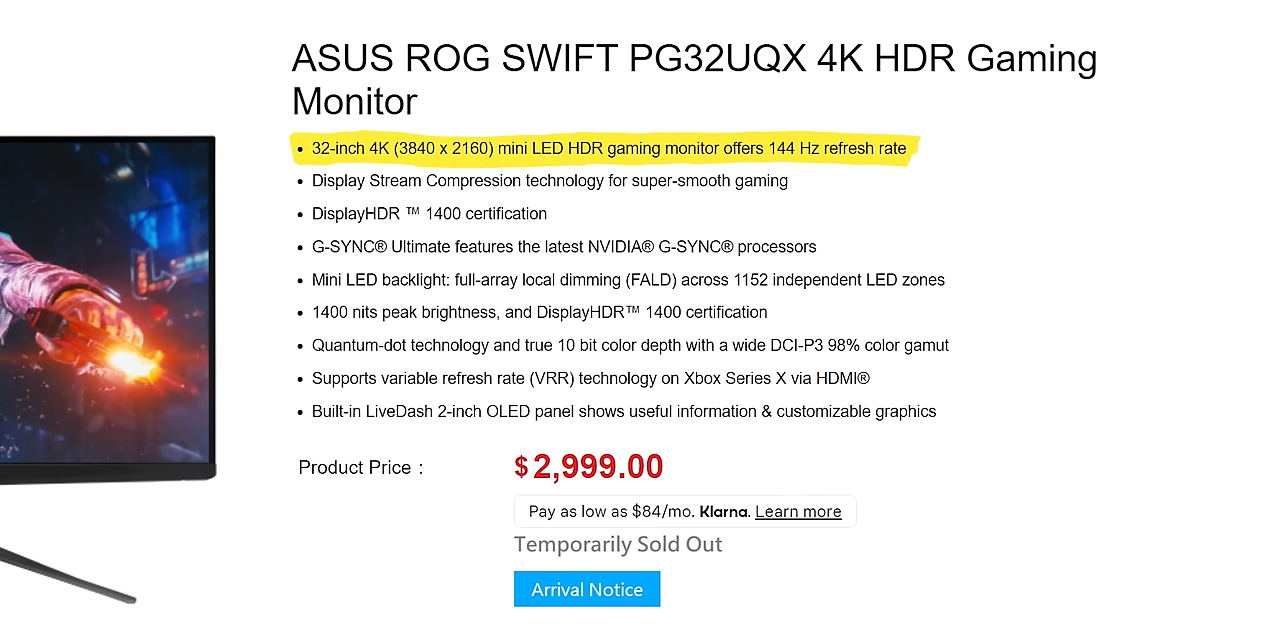 ASUS ROG SWIFT PG32UQX 4K HDR Gaming
Monitor
• 32-inch 4K (3840 x 2160) mini LED HDR gaming monitor offers 144 Hz refresh rate
• Display Stream Compression technology for super-smooth gaming
• DisplayHDR ™ 1400 certification
• G-SYNC® Ultimate features the latest NVIDIA® G-SYNC® processors
• Mini LED backlight: full-array local dimming (FALD) across 1152 independent LED zones
• 1400 nits peak brightness, and DisplayHDR™ 1400 certification
• Quantum-dot technology and true 10 bit color depth with a wide DCI-P3 98% color gamut
• Supports variable refresh rate (VRR) technology on Xbox Series X via HDMI®
• Built-in LiveDash 2-inch OLED panel shows useful information & customizable graphics
Product Price : $2,999.00
Pay as low as $84/mo. Klarna. Learn more
Temporarily Sold Out
Arrival Notice